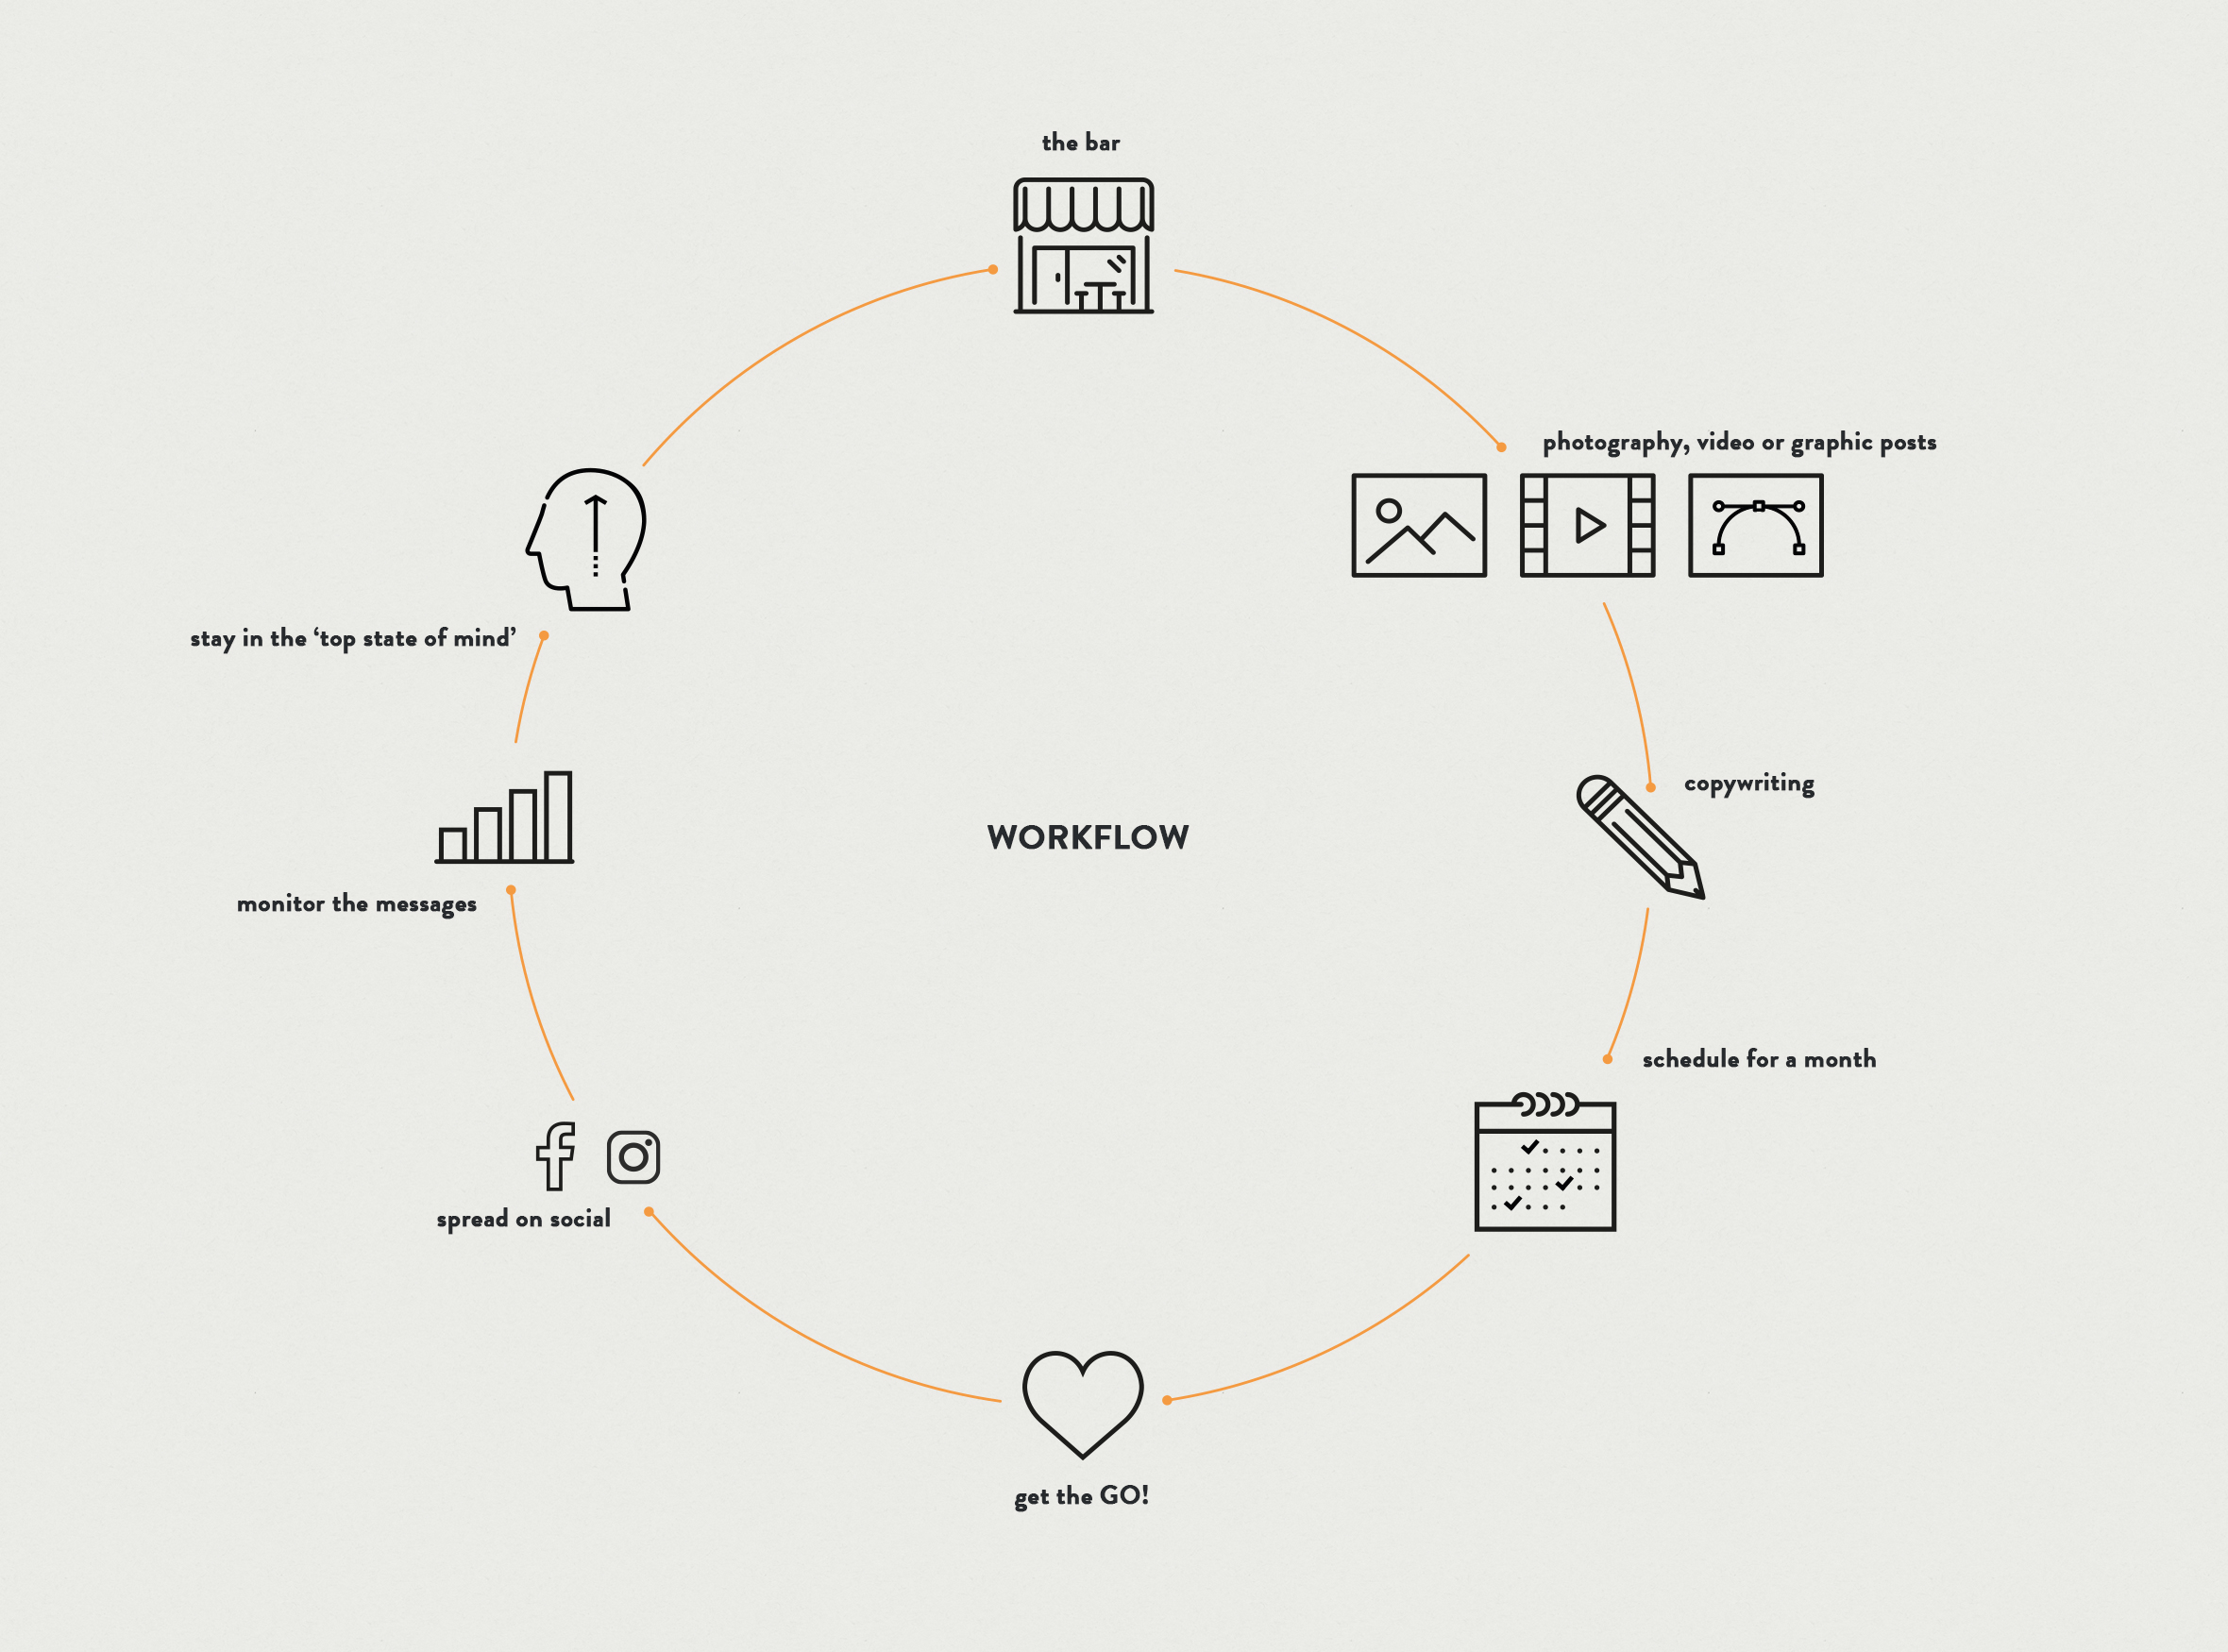 the bar
photography, video or graphic posts
stay in the ‘top state of mind’
copywriting
WORKFLOW
monitor the messages
schedule for a month
spread on social
get the GO!